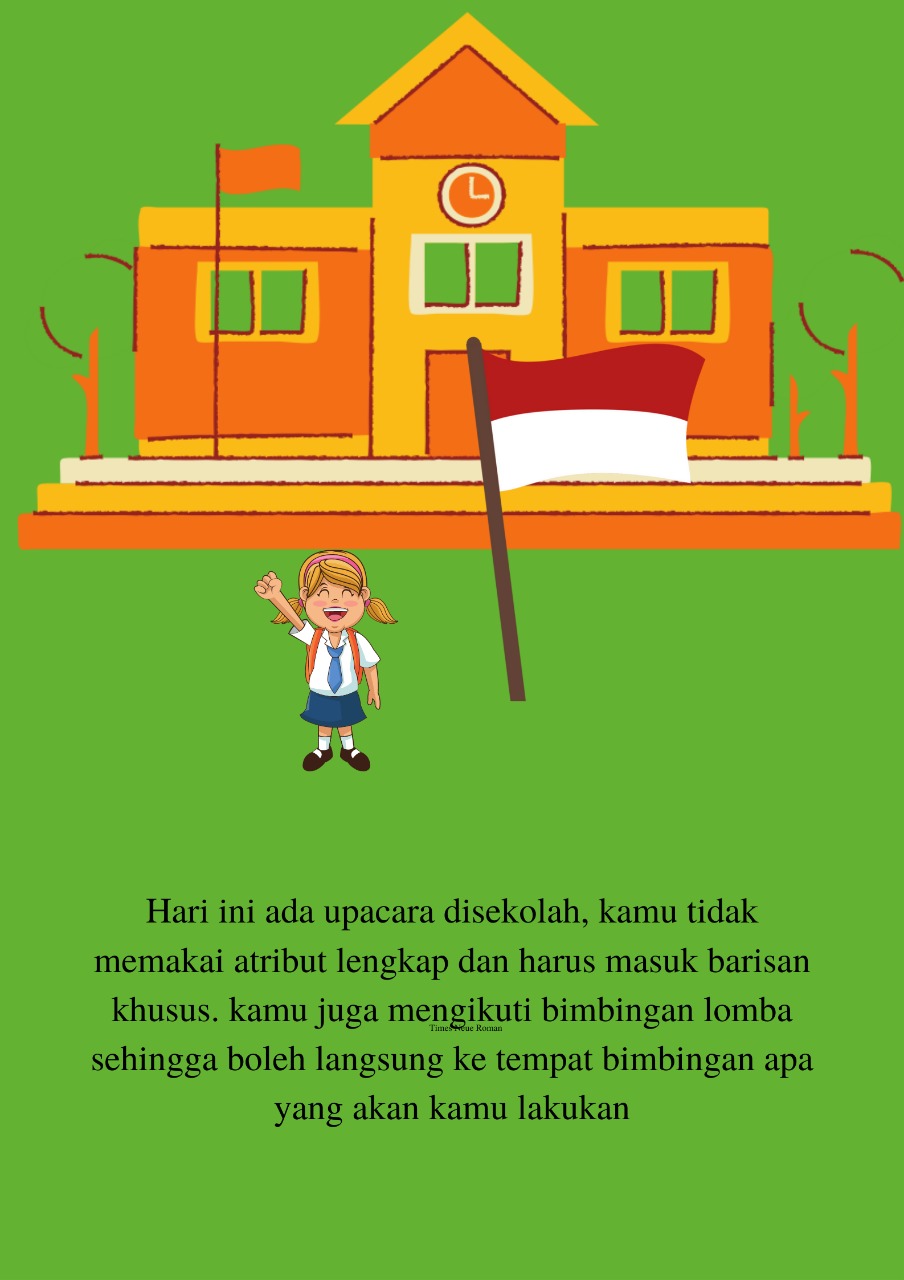 Hari ini ada upacara disekolah, kamu tidak
memakai atribut lengkap dan harus masuk barisan
khusus. kamu juga mengikuti bimbingan lomba
Times Neue Roman
sehingga boleh langsung ke tempat bimbingan apa
yang akan kamu lakukan